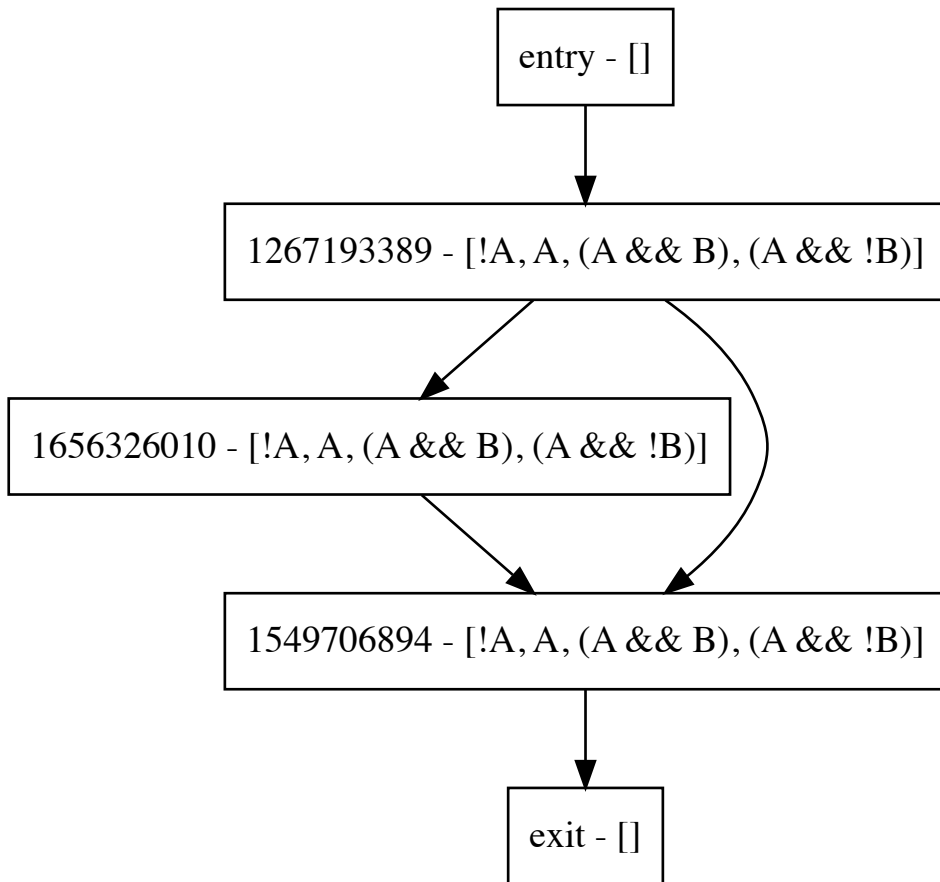 entry - []
1267193389 - [!A, A, (A && B), (A && !B)]
1656326010 - [!A, A, (A && B), (A && !B)]
1549706894 - [!A, A, (A && B), (A && !B)]
exit - []